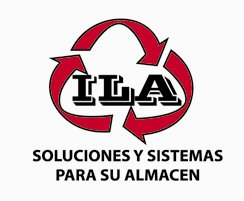 ILA
SOLUCIONES Y SISTEMAS
PARA SU ALMACEN